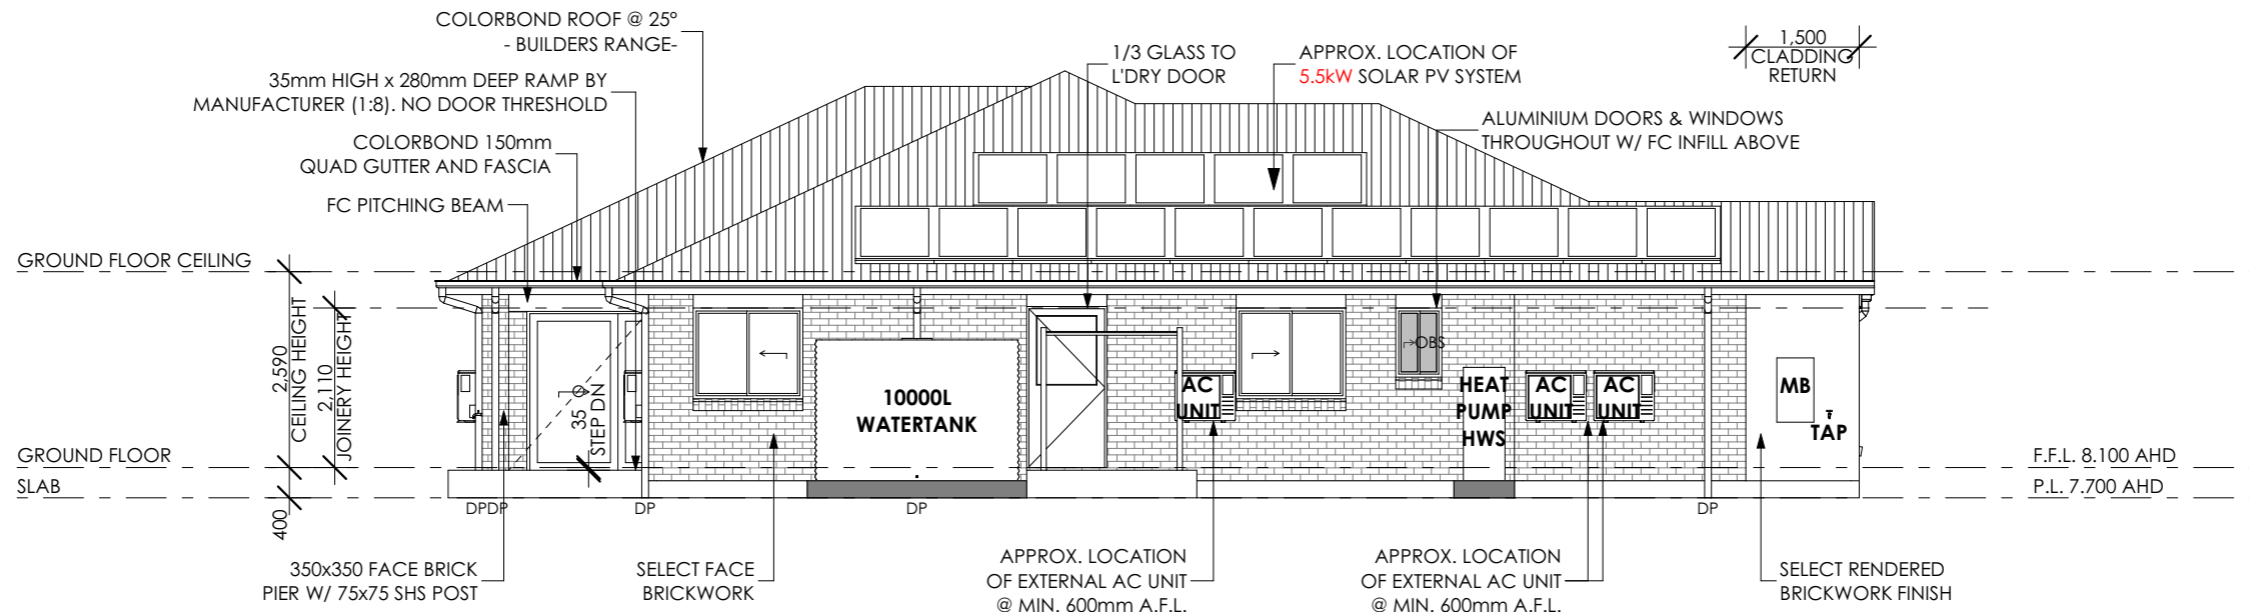 COLORBOND ROOF @ 25°
- BUILDERS RANGE-
35mm HIGH x 280mm DEEP RAMP BY
MANUFACTURER (1:8). NO DOOR THRESHOLD
COLORBOND 150mm
QUAD GUTTER AND FASCIA
FC PITCHING BEAM
1/3 GLASS TO
L'DRY DOOR
APPROX. LOCATION OF
5.5kW SOLAR PV SYSTEM
1,500
CLADDING
RETURN
ALUMINIUM DOORS & WINDOWS
THROUGHOUT W/ FC INFILL ABOVE
GROUND FLOOR CEILING
2,590
CEILING HEIGHT
2,110
JOINERY HEIGHT
GROUND FLOOR
SLAB
400
35
STEP DN
10000L
WATERTANK
AC
UNIT
OBS
HEAT
PUMP
HWS
AC
UNIT
AC
UNIT
MB
TAP
F.F.L. 8.100 AHD
P.L. 7.700 AHD
DPDP
DP
DP
DP
350x350 FACE BRICK
PIER W/ 75x75 SHS POST
SELECT FACE
BRICKWORK
APPROX. LOCATION
OF EXTERNAL AC UNIT
@ MIN. 600mm A.F.L.
APPROX. LOCATION
OF EXTERNAL AC UNIT
@ MIN. 600mm A.F.L.
SELECT RENDERED
BRICKWORK FINISH